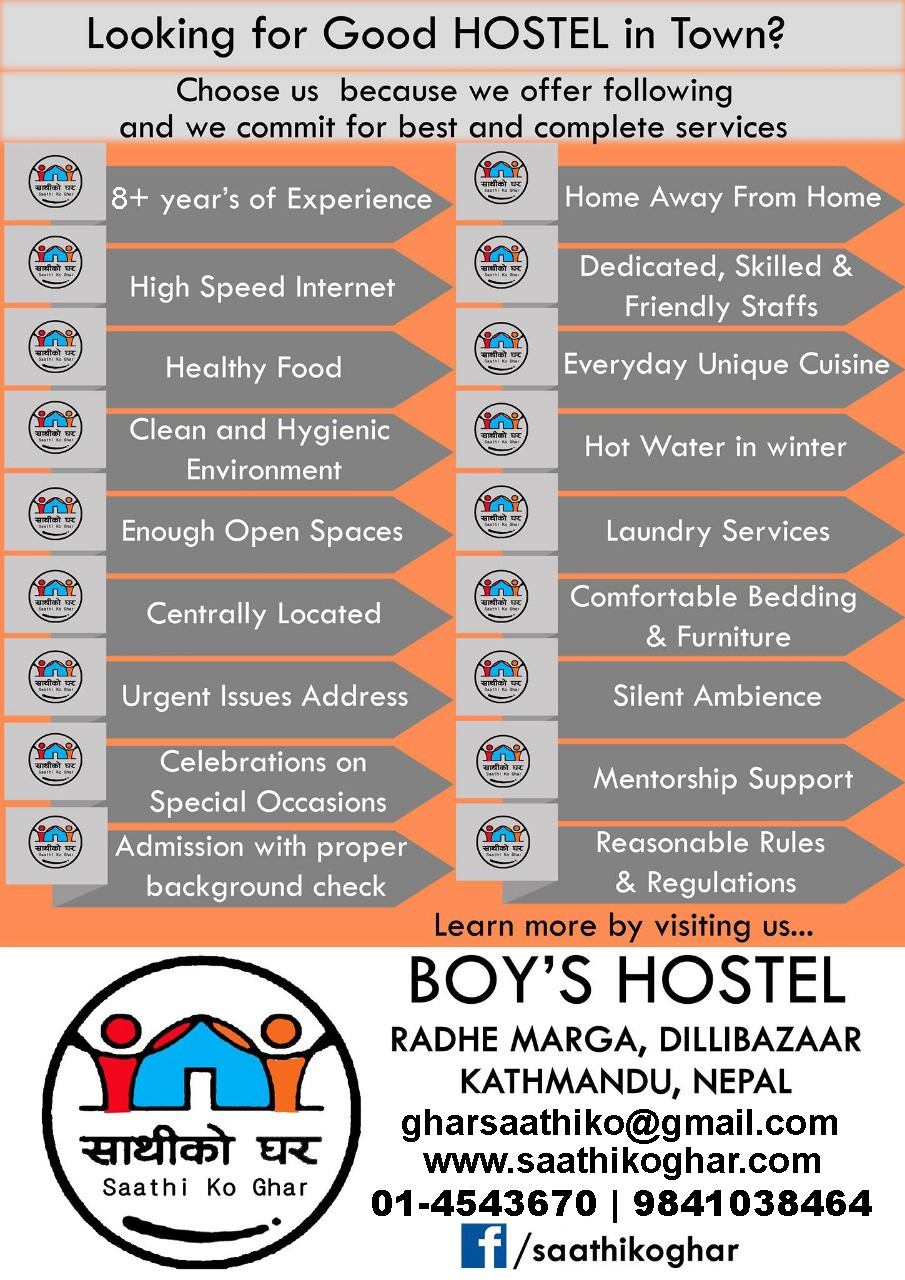 Looking for Good HOSTEL in Town?
Choose us because we offer following
and we commit for best and complete services
साथीको घर
Saathi Ko Ghar
8+ year's of Experience
साथीको घर
Saathi Ko Ghar
High Speed Internet
साथीको घर
Saathi Ko Ghar
Healthy Food
साथीको घर
Saathi Ko Ghar
Clean and Hygienic
Environment
साथीको घर
Saathi Ko Ghar
Enough Open Spaces
साथीको घर
Saathi Ko Ghar
Centrally Located
साथीको घर
Saathi Ko Ghar
Urgent Issues Address
साथीको घर
Saathi Ko Ghar
Celebrations on
Special Occasions
साथीको घर
Saathi Ko Ghar
Admission with proper
background check
साथीको घर
Saathi Ko Ghar
Home Away From Home
साथीको घर
Saathi Ko Ghar
Dedicated, Skilled &
Friendly Staffs
साथीको घर
Saathi Ko Ghar
Everyday Unique Cuisine
साथीको घर
Saathi Ko Ghar
Hot Water in winter
साथीको घर
Saathi Ko Ghar
Laundry Services
साथीको घर
Saathi Ko Ghar
Comfortable Bedding
& Furniture
साथीको घर
Saathi Ko Ghar
Silent Ambience
साथीको घर
Saathi Ko Ghar
Mentorship Support
साथीको घर
Saathi Ko Ghar
Reasonable Rules
& Regulations
Learn more by visiting us...
साथीको घर
Saathi Ko Ghar
BOY'S HOSTEL
RADHE MARGA, DILLIBAZAAR
KATHMANDU, NEPAL
gharsaathiko@gmail.com
www.saathikoghar.com
01-4543670 | 9841038464
f /saathikoghar